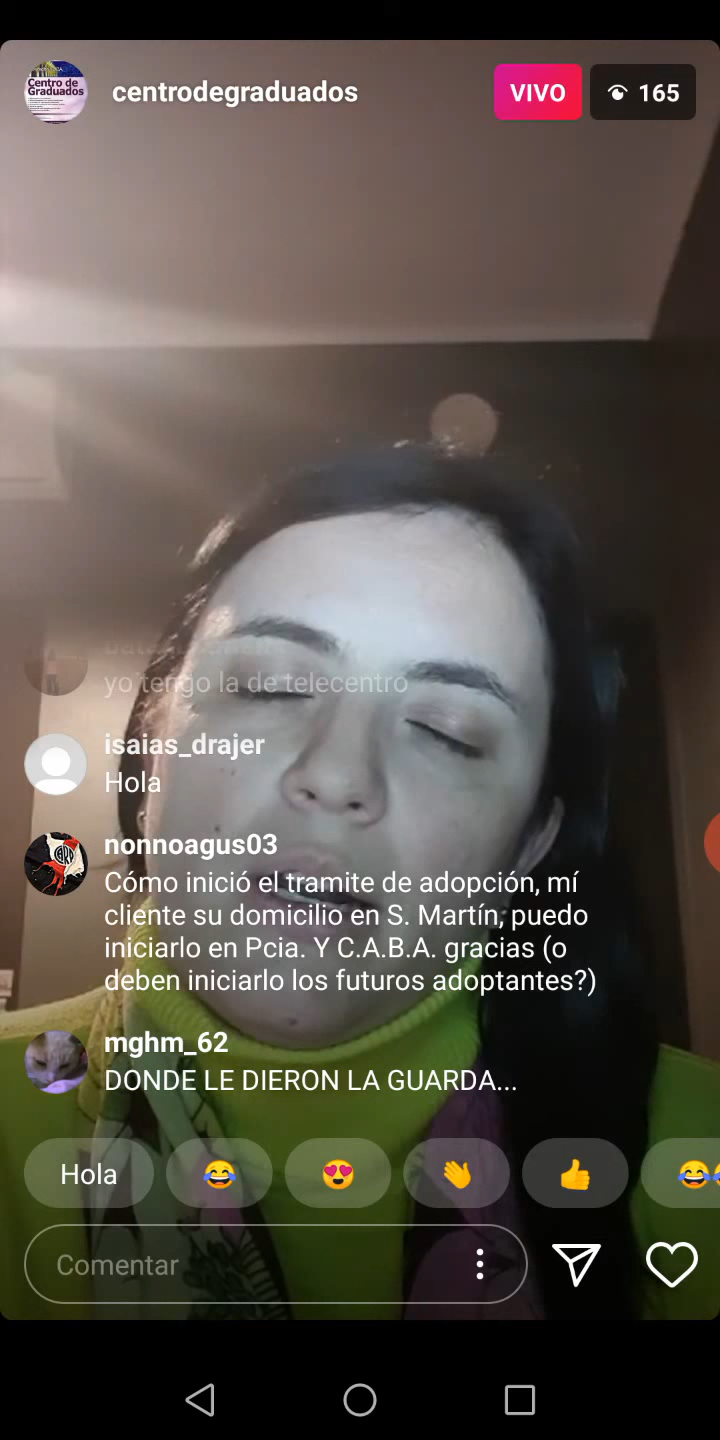 Centro de
Graduados
centrodegraduados
VIVO
165
yo tengo la de telecentro
isaias_drajer
Hola
nonnoagus03
CARP
Cómo inició el tramite de adopción, mí
cliente su domicilio en S. Martín, puedo
iniciarlo en Pcia. Y C.A.B.A. gracias (o
deben iniciarlo los futuros adoptantes?)
mghm_62
DONDE LE DIERON LA GUARDA...
Hola
Comentar